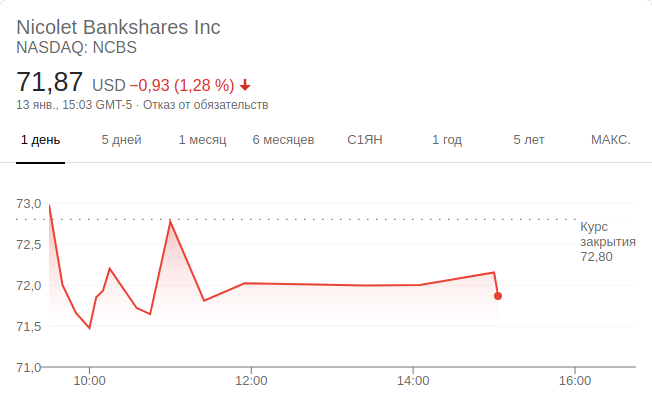 Nicolet Bankshares Inc
NASDAQ: NCBS
71,87 USD −0,93 (1,28 %)
13 янв., 15:03 GMT-5 · Отказ от обязательств
1 день 5 дней 1 месяц 6 месяцев С1ЯН 1 год 5 лет МАКС.
73,0
Курс
закрытия
72,80
72,5
72,0
71,5
71,0
10:00 12:00 14:00 16:00